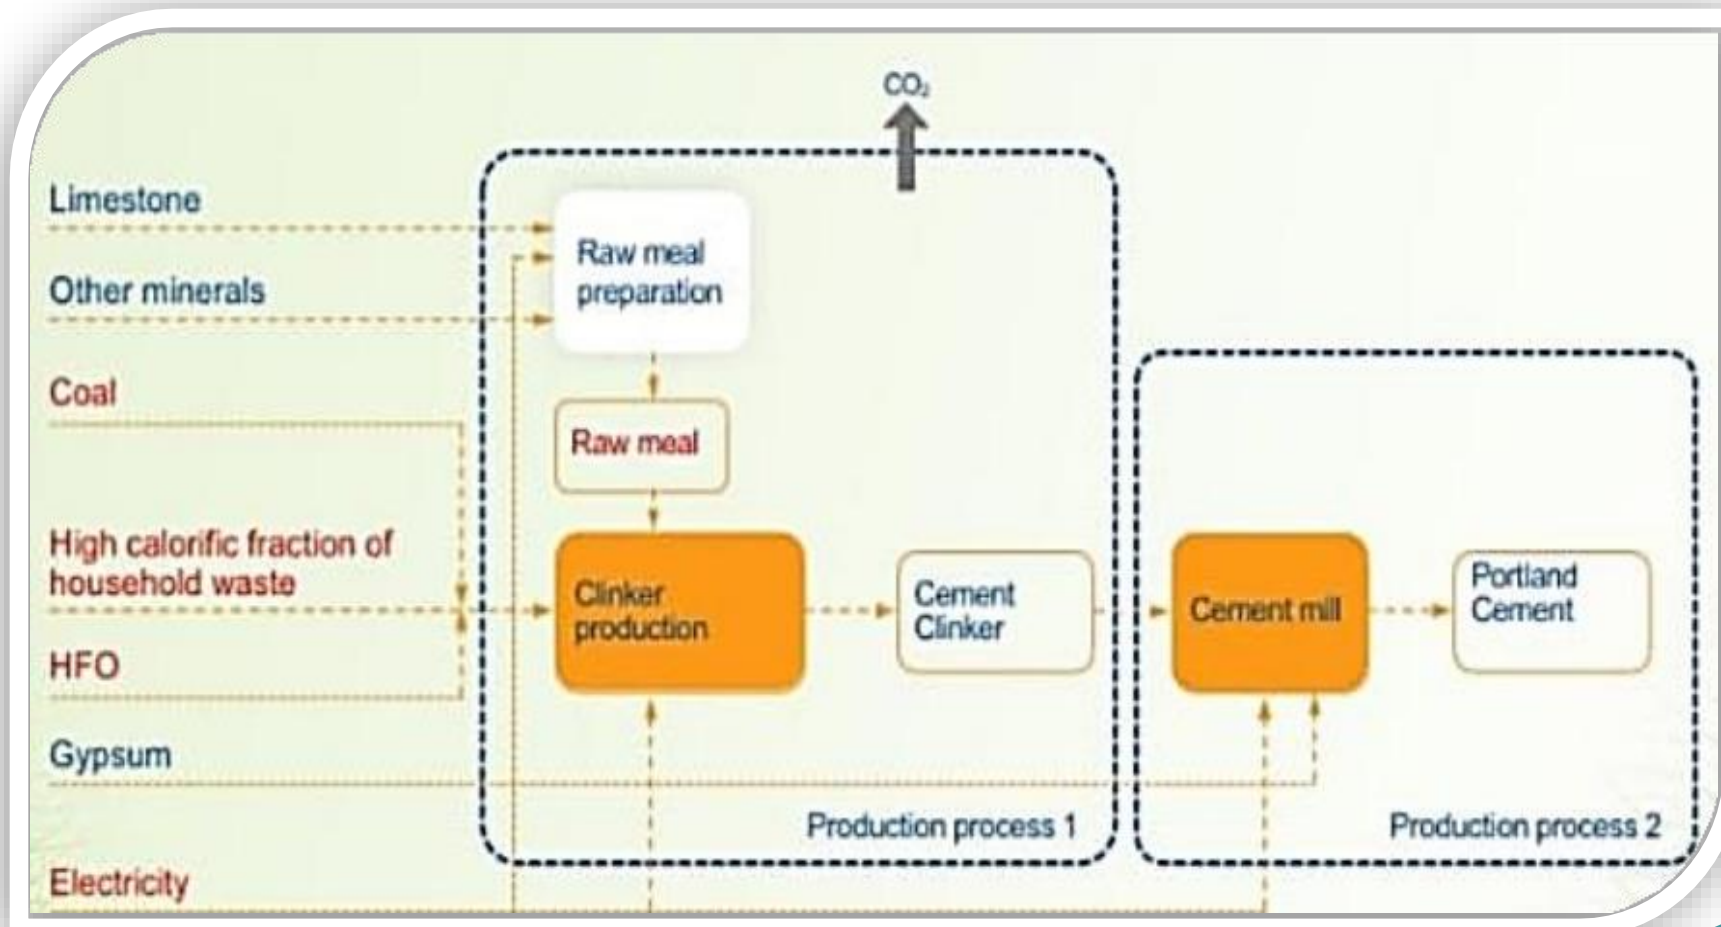 CO₂
Limestone
Other minerals
Coal
High calorific fraction of
household waste
HFO
Gypsum
Electricity
Raw meal
preparation
Raw meal
Clinker
production
Cement
Clinker
Production process 1
Cement mill
Portland
Cement
Production process 2